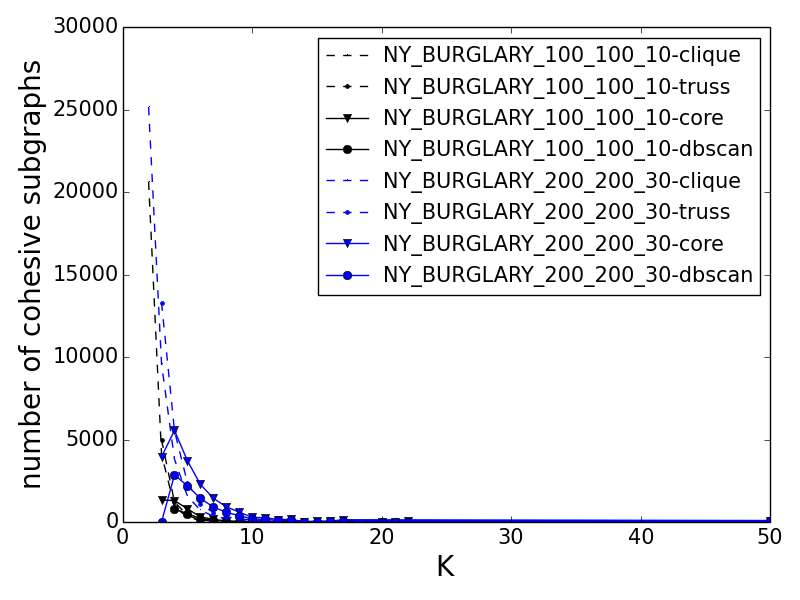 30000
25000
20000
15000
10000
5000
0
number of cohesive subgraphs
NY_BURGLARY_100_100_10-clique
NY_BURGLARY_100_100_10-truss
NY_BURGLARY_100_100_10-core
NY_BURGLARY_100_100_10-dbscan
NY_BURGLARY_200_200_30-clique
NY_BURGLARY_200_200_30-truss
NY_BURGLARY_200_200_30-core
NY_BURGLARY_200_200_30-dbscan
0 10 20 30 40 50
K